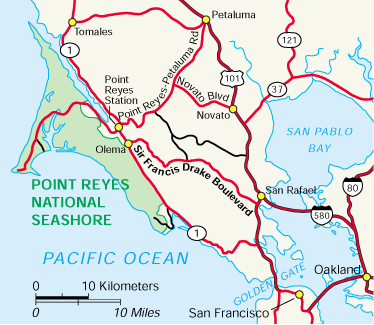 Petaluma
Tomales
1
121
Point
Reyes
Station
Point Reyes-Petaluma Rd
101
Novato Blvd
37
Novato
SAN PABLO
BAY
Olema
Sir Francis Drake Boulevard
POINT REYES
NATIONAL
SEASHORE
San Rafael
80
580
1
PACIFIC OCEAN
Oakland
GOLDEN GATE
0 10 Kilometers
0 10 Miles
San Francisco